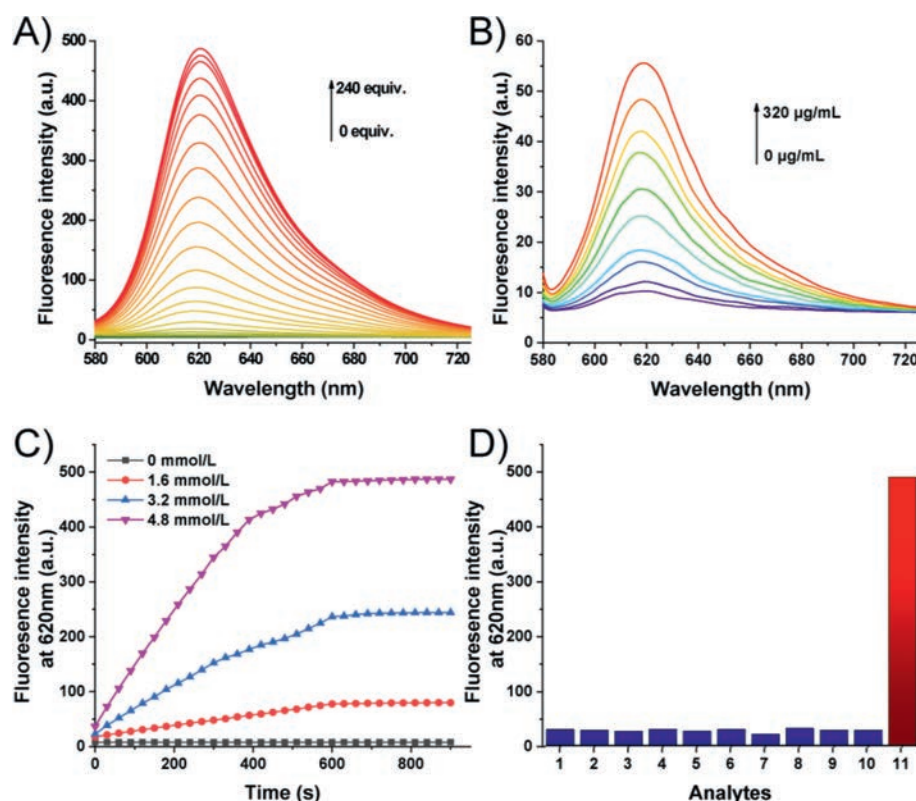 A)
B)
500
400
300
200
100
0
Fluoresence intensity (a.u.)
240 equiv.
0 equiv.
580 600 620 640 660 680 700 720
Wavelength (nm)
60
50
40
30
20
10
0
Fluoresence intensity (a.u.)
320 μg/mL
0 μg/mL
580 600 620 640 660 680 700 720
Wavelength (nm)
C)
D)
500
400
300
200
100
0
Fluoresence intensity
at 620nm (a.u.)
0 mmol/L
1.6 mmol/L
3.2 mmol/L
4.8 mmol/L
0 200 400 600 800
Time (s)
500
400
300
200
100
0
Fluoresence intensity
at 620nm (a.u.)
1 2 3 4 5 6 7 8 9 10 11
Analytes